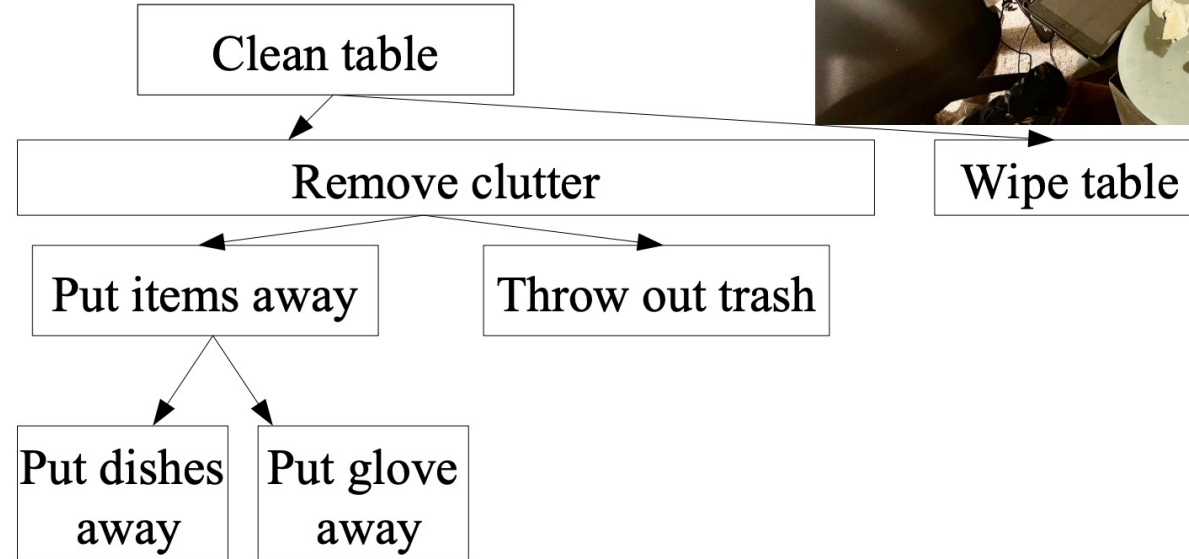 Clean table
Remove clutter
Wipe table
Put items away
Throw out trash
Put dishes
away
Put glove
away